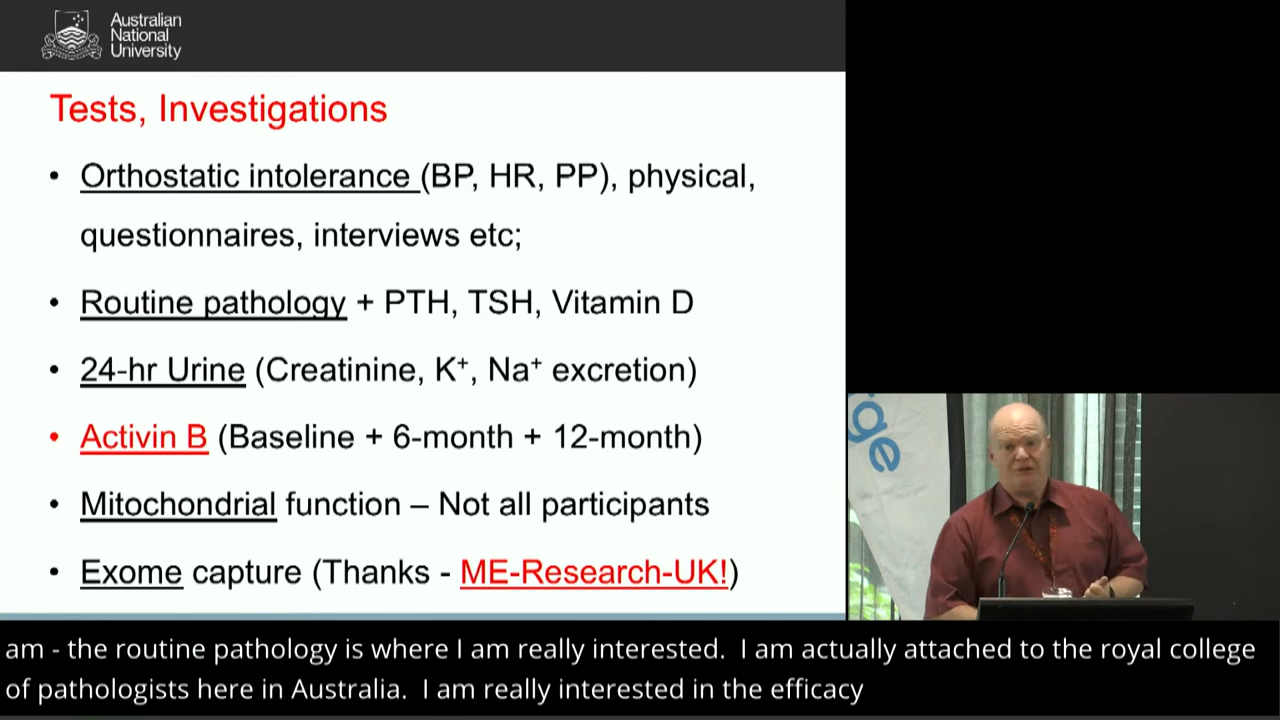 Australian
National
University
Tests, Investigations
• Orthostatic intolerance (BP, HR, PP), physical,
questionnaires, interviews etc;
• Routine pathology + PTH, TSH, Vitamin D
• 24-hr Urine (Creatinine, K⁺, Na⁺ excretion)
• Activin B (Baseline + 6-month + 12-month)
• Mitochondrial function – Not all participants
• Exome capture (Thanks - ME-Research-UK!)
ge
am - the routine pathology is where I am really interested.  I am actually attached to the royal college
of pathologists here in Australia.  I am really interested in the efficacy